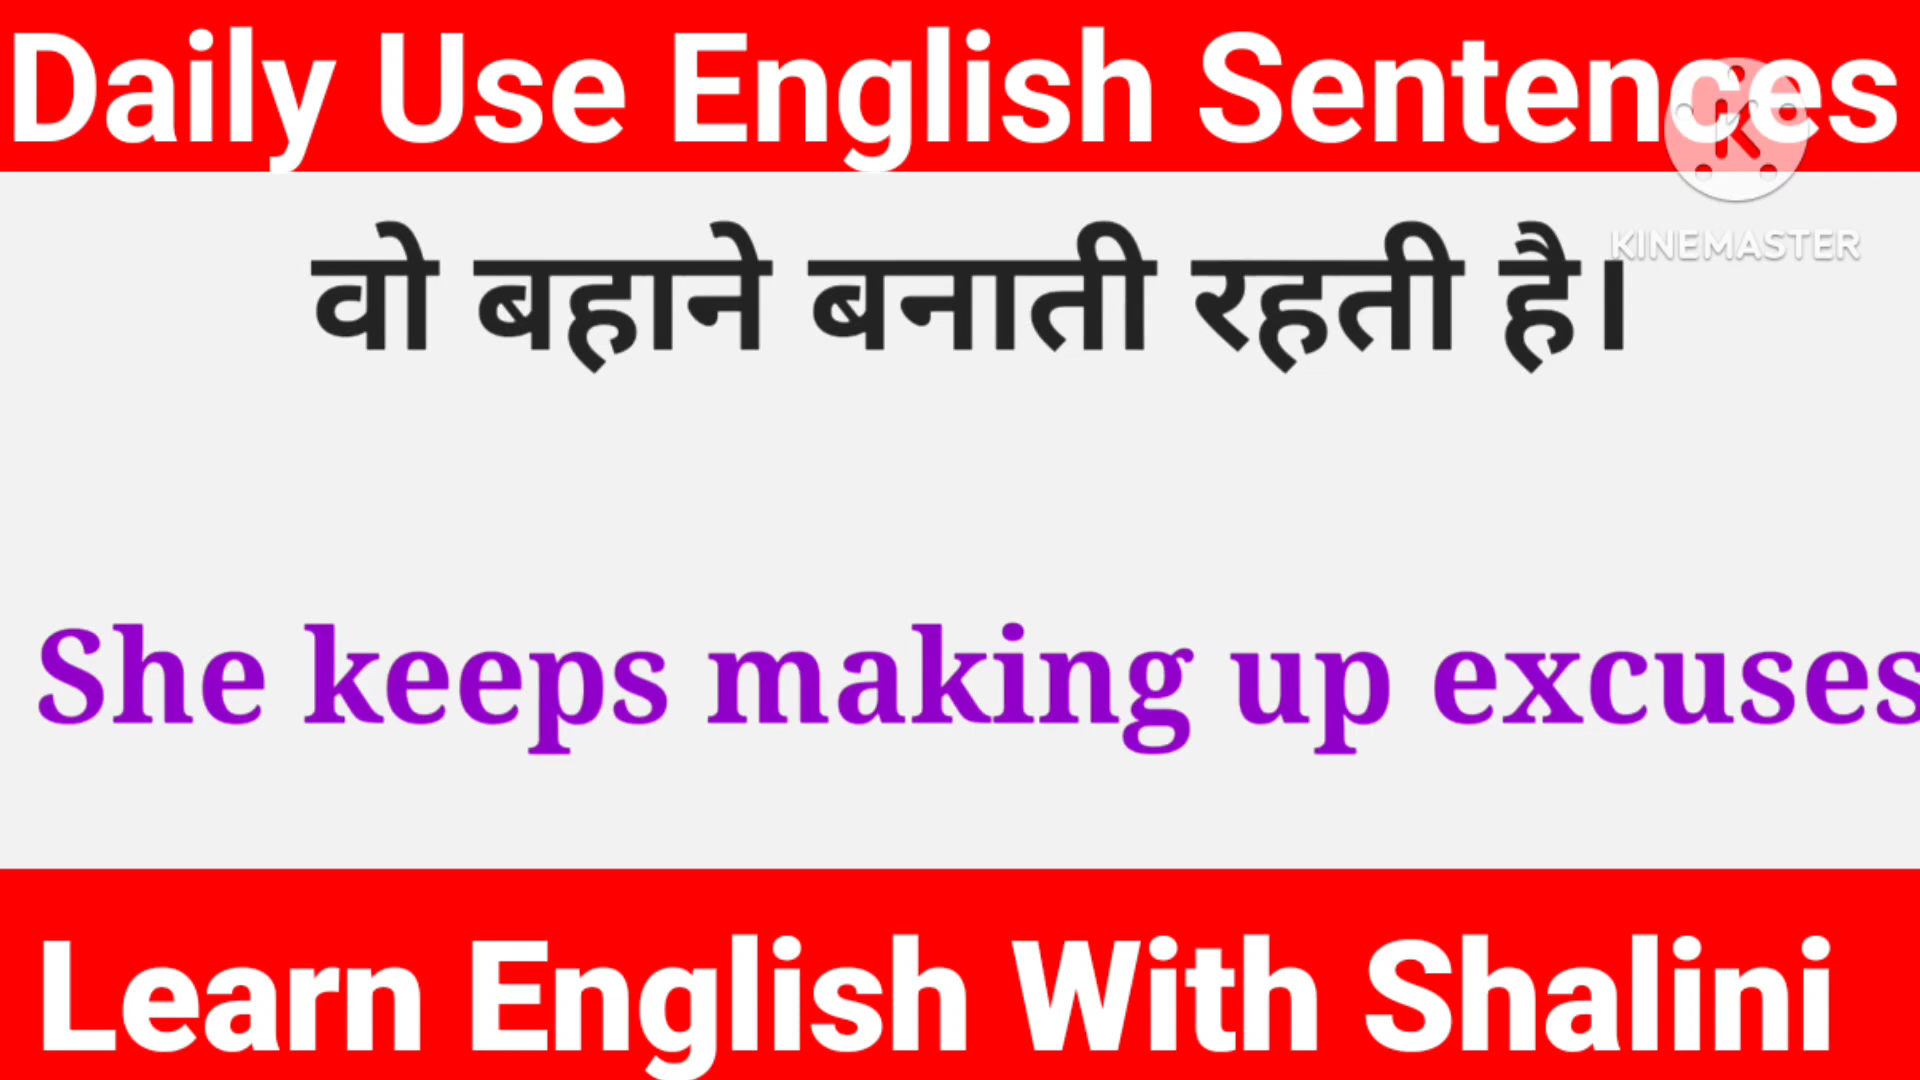 Daily Use English Sentences
KINEMASTER
वो बहाने बनाती रहती है।
She keeps making up excuses
Learn English With Shalini